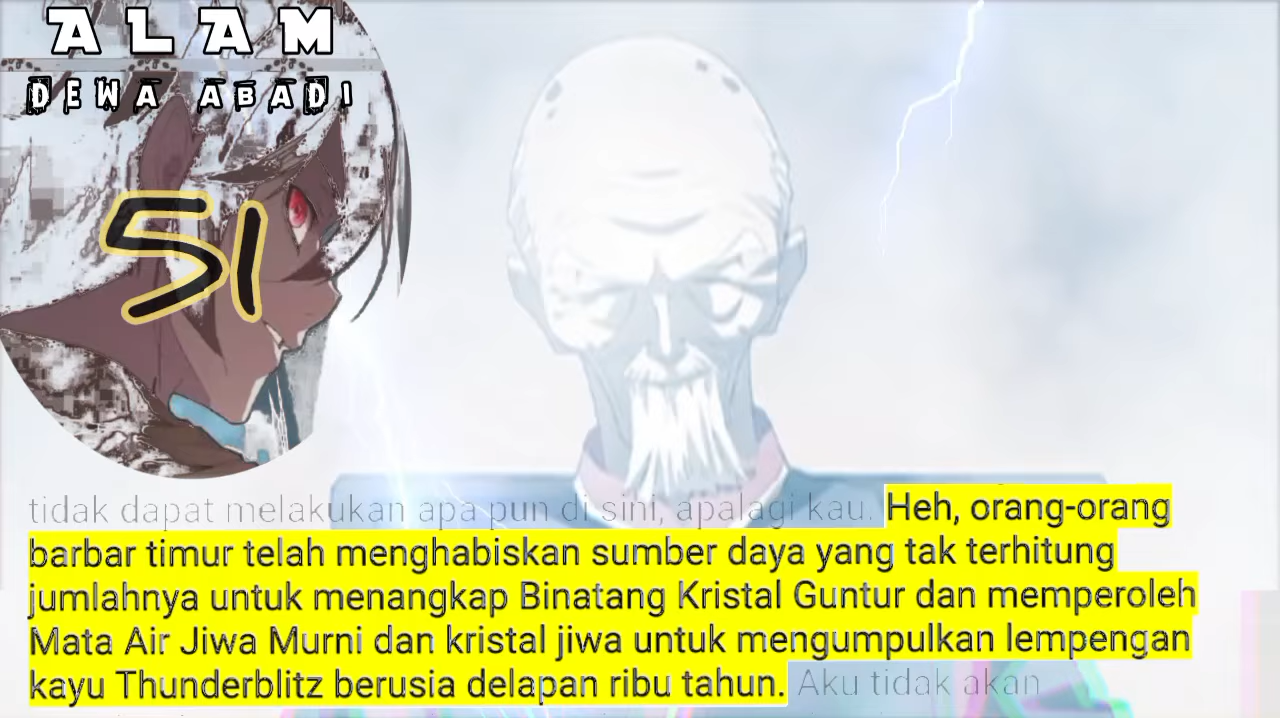 ALAM
DEWA ABADI
51
tidak dapat melakukan apa pun di sini, apalagi kau. Heh, orang-orang
barbar timur telah menghabiskan sumber daya yang tak terhitung
jumlahnya untuk menangkap Binatang Kristal Guntur dan memperoleh
Mata Air Jiwa Murni dan kristal jiwa untuk mengumpulkan lempengan
kayu Thunderblitz berusia delapan ribu tahun. Aku tidak akan